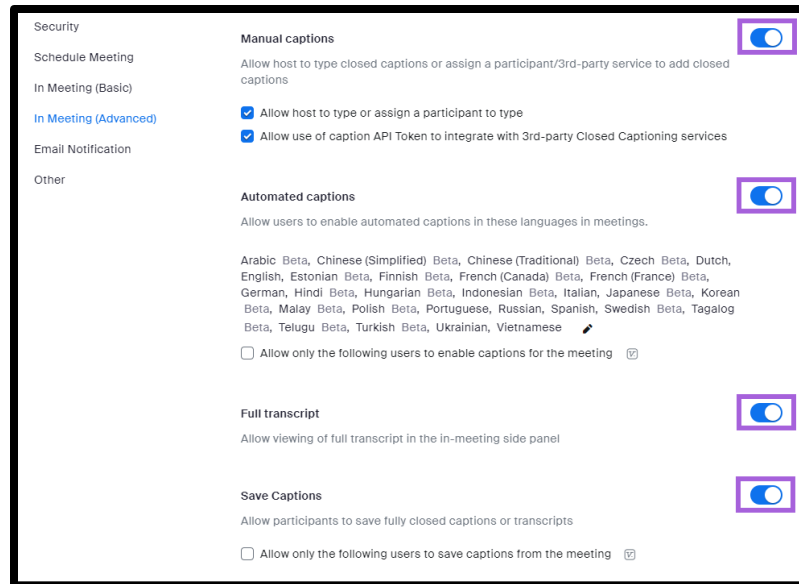 Security
Schedule Meeting
In Meeting (Basic)
In Meeting (Advanced)
Email Notification
Other
Manual captions
Allow host to type closed captions or assign a participant/3rd-party service to add closed
captions
Allow host to type or assign a participant to type
Allow use of caption API Token to integrate with 3rd-party Closed Captioning services
Automated captions
Allow users to enable automated captions in these languages in meetings.
Arabic Beta, Chinese (Simplified) Beta, Chinese (Traditional) Beta, Czech Beta, Dutch,
English, Estonian Beta, Finnish Beta, French (Canada) Beta, French (France) Beta,
German, Hindi Beta, Hungarian Beta, Indonesian Beta, Italian, Japanese Beta, Korean
Beta, Malay Beta, Polish Beta, Portuguese, Russian, Spanish, Swedish Beta, Tagalog
Beta, Telugu Beta, Turkish Beta, Ukrainian, Vietnamese
Allow only the following users to enable captions for the meeting
Full transcript
Allow viewing of full transcript in the in-meeting side panel
Save Captions
Allow participants to save fully closed captions or transcripts
Allow only the following users to save captions from the meeting